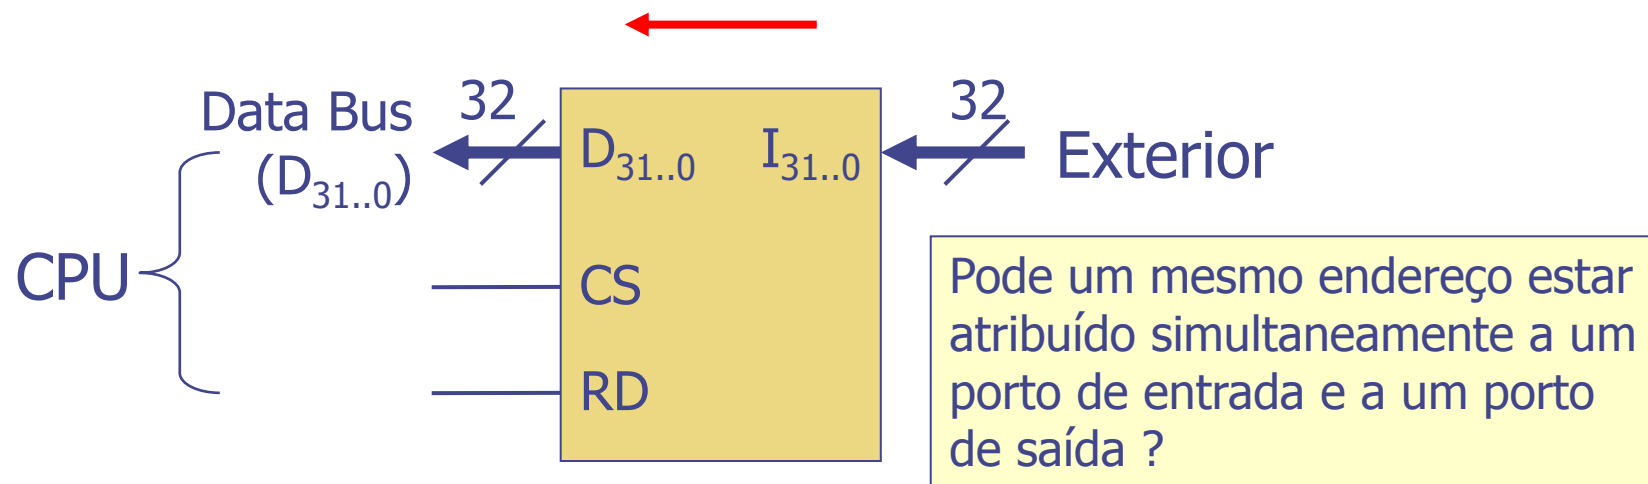 32
32
Data Bus
(D31..0)
D31..0
I31..0
Exterior
CPU
CS
RD
Pode um mesmo endereço estar
atribuído simultaneamente a um
porto de entrada e a um porto
de saída ?